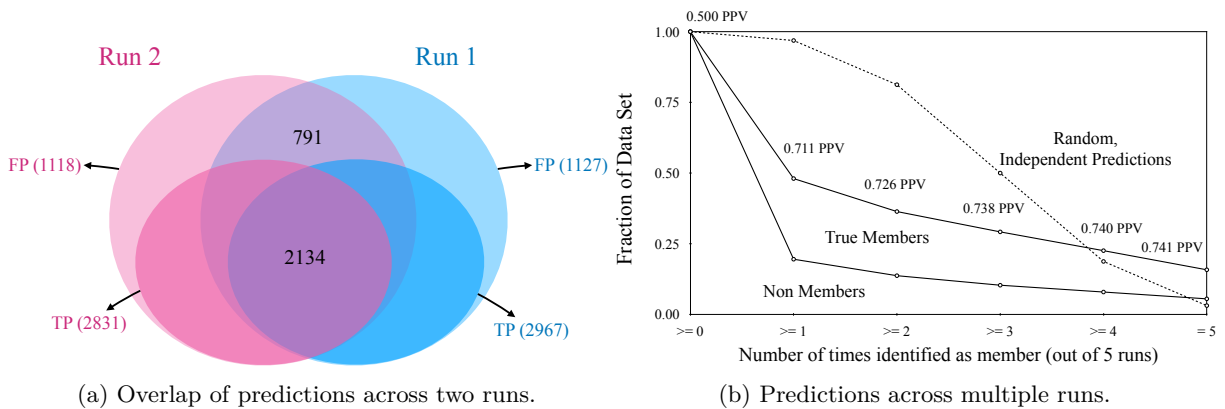 Run 2
Run 1
791
FP (1118)
FP (1127)
2134
TP (2831)
TP (2967)
(a) Overlap of predictions across two runs.
0.500 PPV
1.00
0.75
0.50
0.25
0.00
Fraction of Data Set
0.711 PPV
0.726 PPV
0.738 PPV
0.740 PPV
0.741 PPV
Random,
Independent Predictions
True Members
Non Members
>= 0
>= 1
>= 2
>= 3
>= 4
= 5
Number of times identified as member (out of 5 runs)
(b) Predictions across multiple runs.